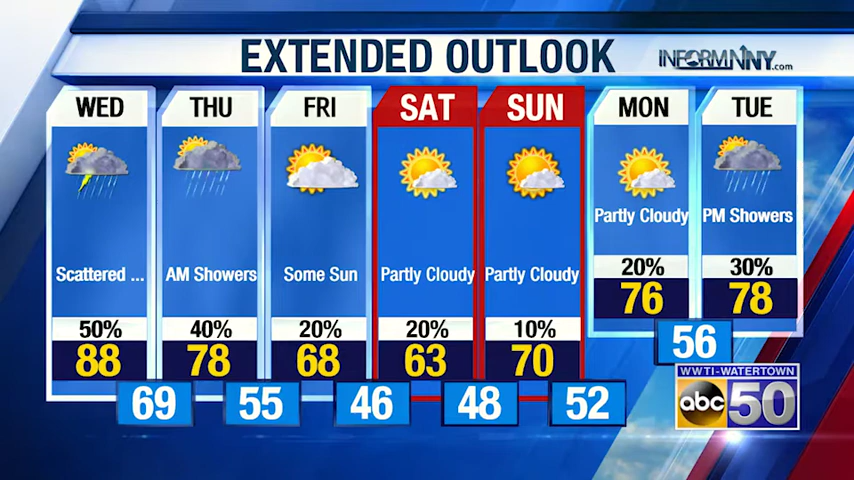 EXTENDED OUTLOOK
INFORMNNY.com
WED THU FRI SAT SUN MON TUE
Partly Cloudy PM Showers
Scattered ... AM Showers Some Sun Partly Cloudy Partly Cloudy
20% 30%
76 78
50% 40% 20% 20% 10%
88 78 68 63 70
56
69 55 46 48 52
WWTI-WATERTOWN
abc 50